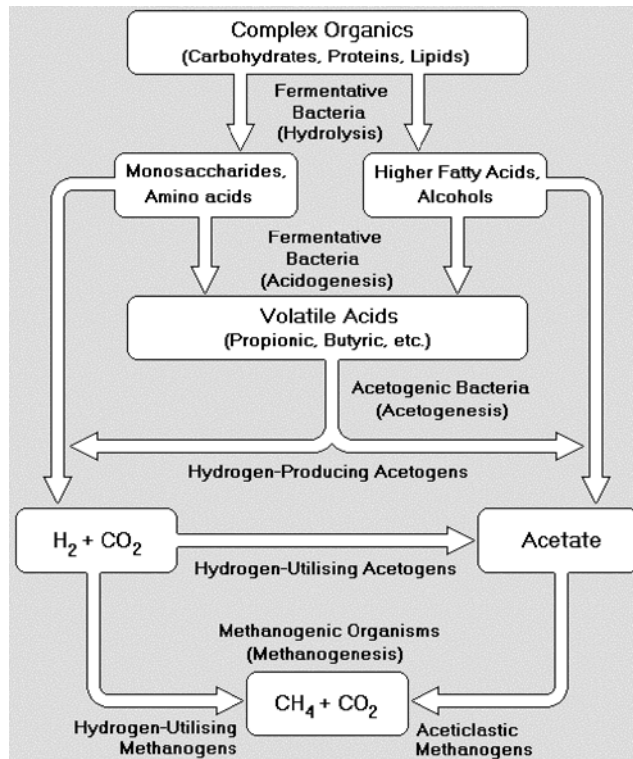 Complex Organics
(Carbohydrates, Proteins, Lipids)
Fermentative
Bacteria
(Hydrolysis)
Monosaccharides,
Amino acids
Higher Fatty Acids,
Alcohols
Fermentative
Bacteria
(Acidogenesis)
Volatile Acids
(Propionic, Butyric, etc.)
Acetogenic Bacteria
(Acetogenesis)
Hydrogen-Producing Acetogens
H₂ + CO₂
Acetate
Hydrogen-Utilising Acetogens
Methanogenic Organisms
(Methanogenesis)
CH₄ + CO₂
Hydrogen-Utilising
Methanogens
Aceticlastic
Methanogens